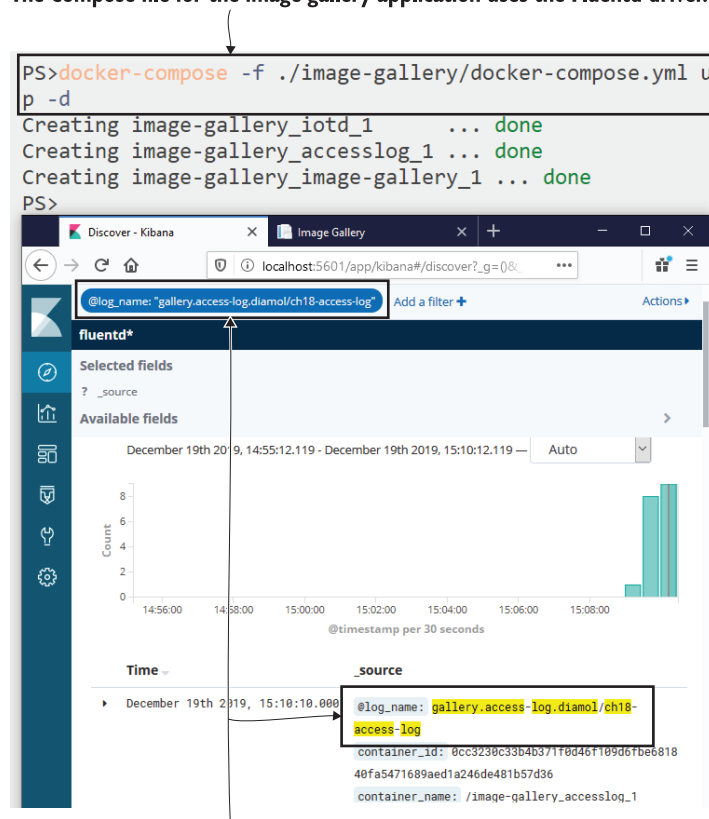 The Compose file for the image gallery application uses the Fluentd driver.
PS>docker-compose -f ./image-gallery/docker-compose.yml u
p -d
Creating image-gallery_iotd_1 ... done
Creating image-gallery_accesslog_1 ... done
Creating image-gallery_image-gallery_1 ... done
PS>
Discover - Kibana
Image Gallery
localhost:5601/app/kibana#/discover?_g=()&_
@log_name: "gallery.access-log.diamol/ch18-access-log"
Add a filter +
Actions
fluentd*
Selected fields
? _source
Available fields
December 19th 2019, 14:55:12.119 - December 19th 2019, 15:10:12.119 —
Auto
8
6
4
2
0
Count
14:56:00 14:58:00 15:00:00 15:02:00 15:04:00 15:06:00 15:08:00
@timestamp per 30 seconds
Time _source
December 19th 2019, 15:10:10.000
@log_name: gallery.access-log.diamol/ch18-
access-log
container_id: 0cc3230c33b4b371f0d46f109d6fbe6818
40fa5471689aed1a246de481b57d36
container_name: /image-gallery_accesslog_1